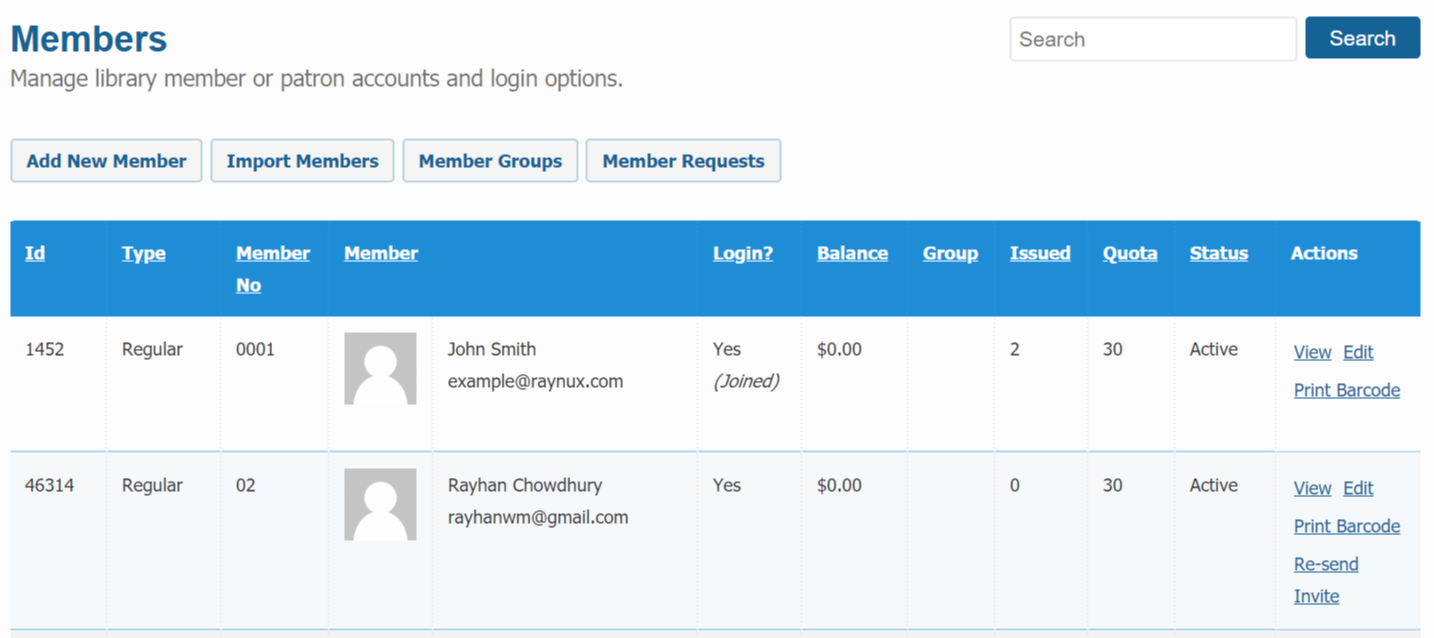 Members
Search
Search
Manage library member or patron accounts and login options.
Add New Member
Import Members
Member Groups
Member Requests
Id Type Member No Member Login? Balance Group Issued Quota Status Actions
1452 Regular 0001 John Smith Yes $0.00 2 30 Active View Edit
example@raynux.com (Joined) Print Barcode
46314 Regular 02 Rayhan Chowdhury Yes $0.00 0 30 Active View Edit
rayhanwm@gmail.com Print Barcode
Re-send
Invite